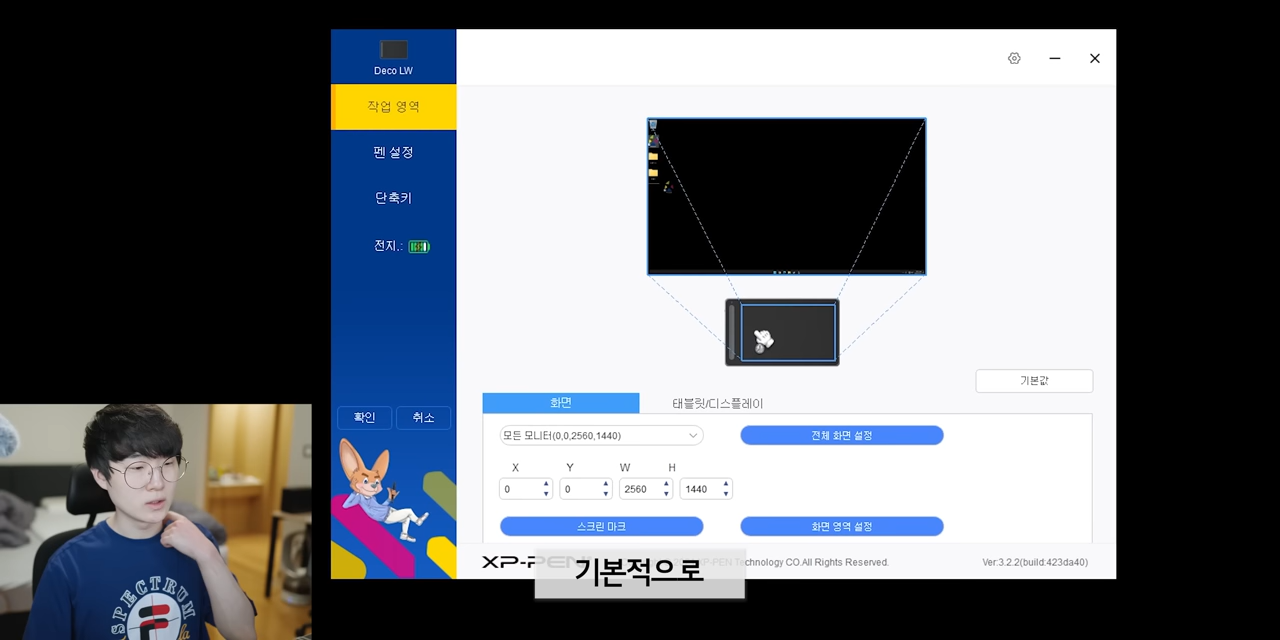 Deco LW
작업 영역
펜 설정
단축키
전지.:
확인
취소
기본값
화면
태블릿/디스플레이
모든 모니터(0,0,2560,1440)
전체 화면 설정
X Y W H
0 0 2560 1440
스크린 마크
화면 영역 설정
XP-PEN
XP-PEN Technology CO.All Rights Reserved.
Ver:3.2.2(build:423da40)
기본적으로
SPECTRUM